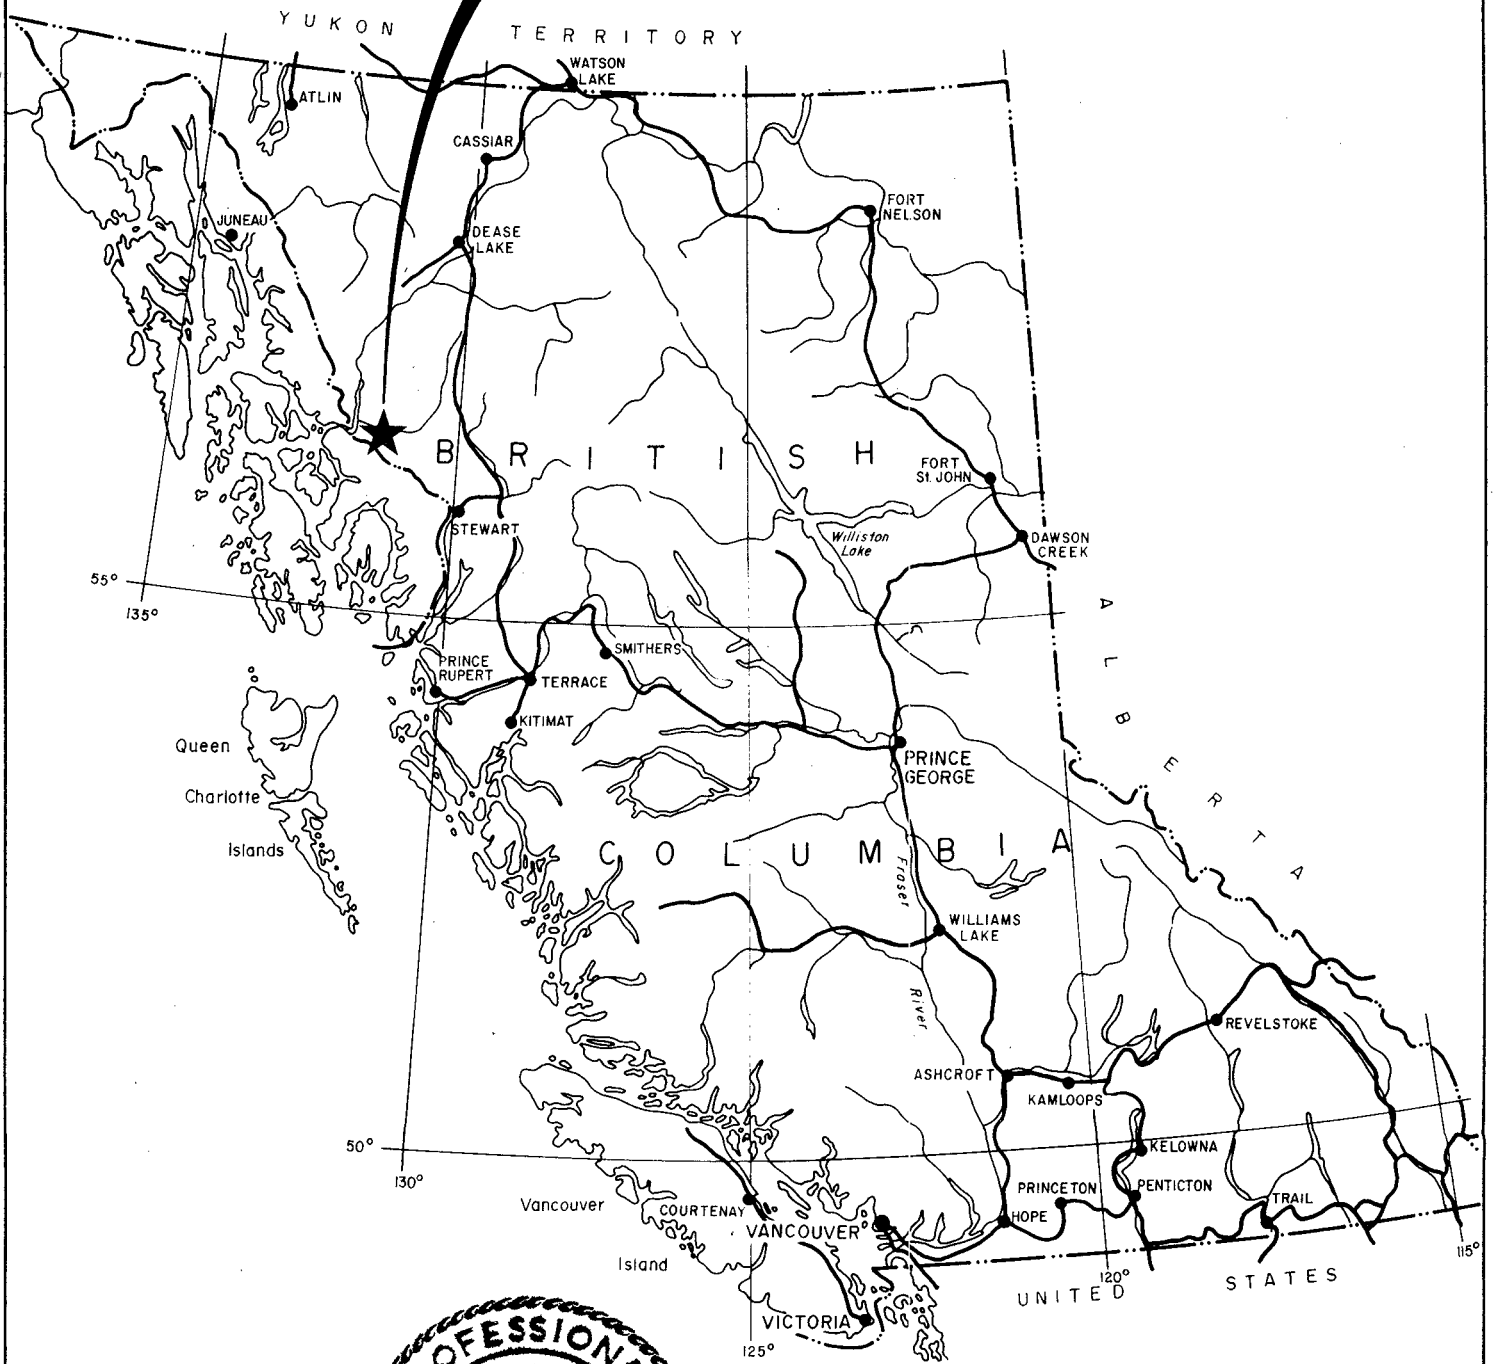 YUKON TERRITORY
WATSON
LAKE
ATLIN
CASSIAR
FORT
NELSON
JUNEAU
DEASE
LAKE
BRITISH
FORT
St. JOHN
STEWART
Williston
Lake
DAWSON
CREEK
55°
135°
ALBERTA
SMITHERS
PRINCE
RUPERT
TERRACE
KITIMAT
Queen
Charlotte
Islands
PRINCE
GEORGE
COLUMBIA
Fraser
River
WILLIAMS
LAKE
REVELSTOKE
ASHCROFT
KAMLOOPS
50°
130°
KELOWNA
PRINCETON
PENTICTON
TRAIL
Vancouver
Island
COURTENAY
HOPE
VANCOUVER
115°
120°
UNITED STATES
VICTORIA
125°
OFESSION